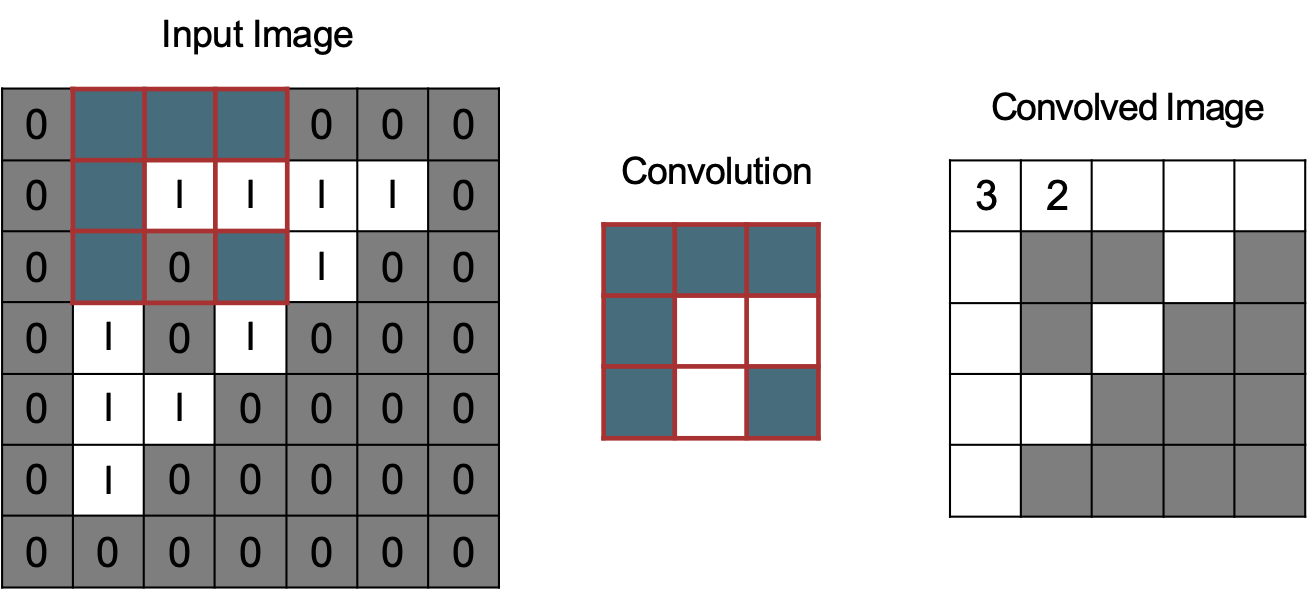 Input Image
0 0 0 0
0 I I I I 0
0 0 I 0 0
0 I 0 I 0 0 0
0 I I 0 0 0 0
0 I 0 0 0 0 0
0 0 0 0 0 0 0
Convolution
Convolved Image
3 2